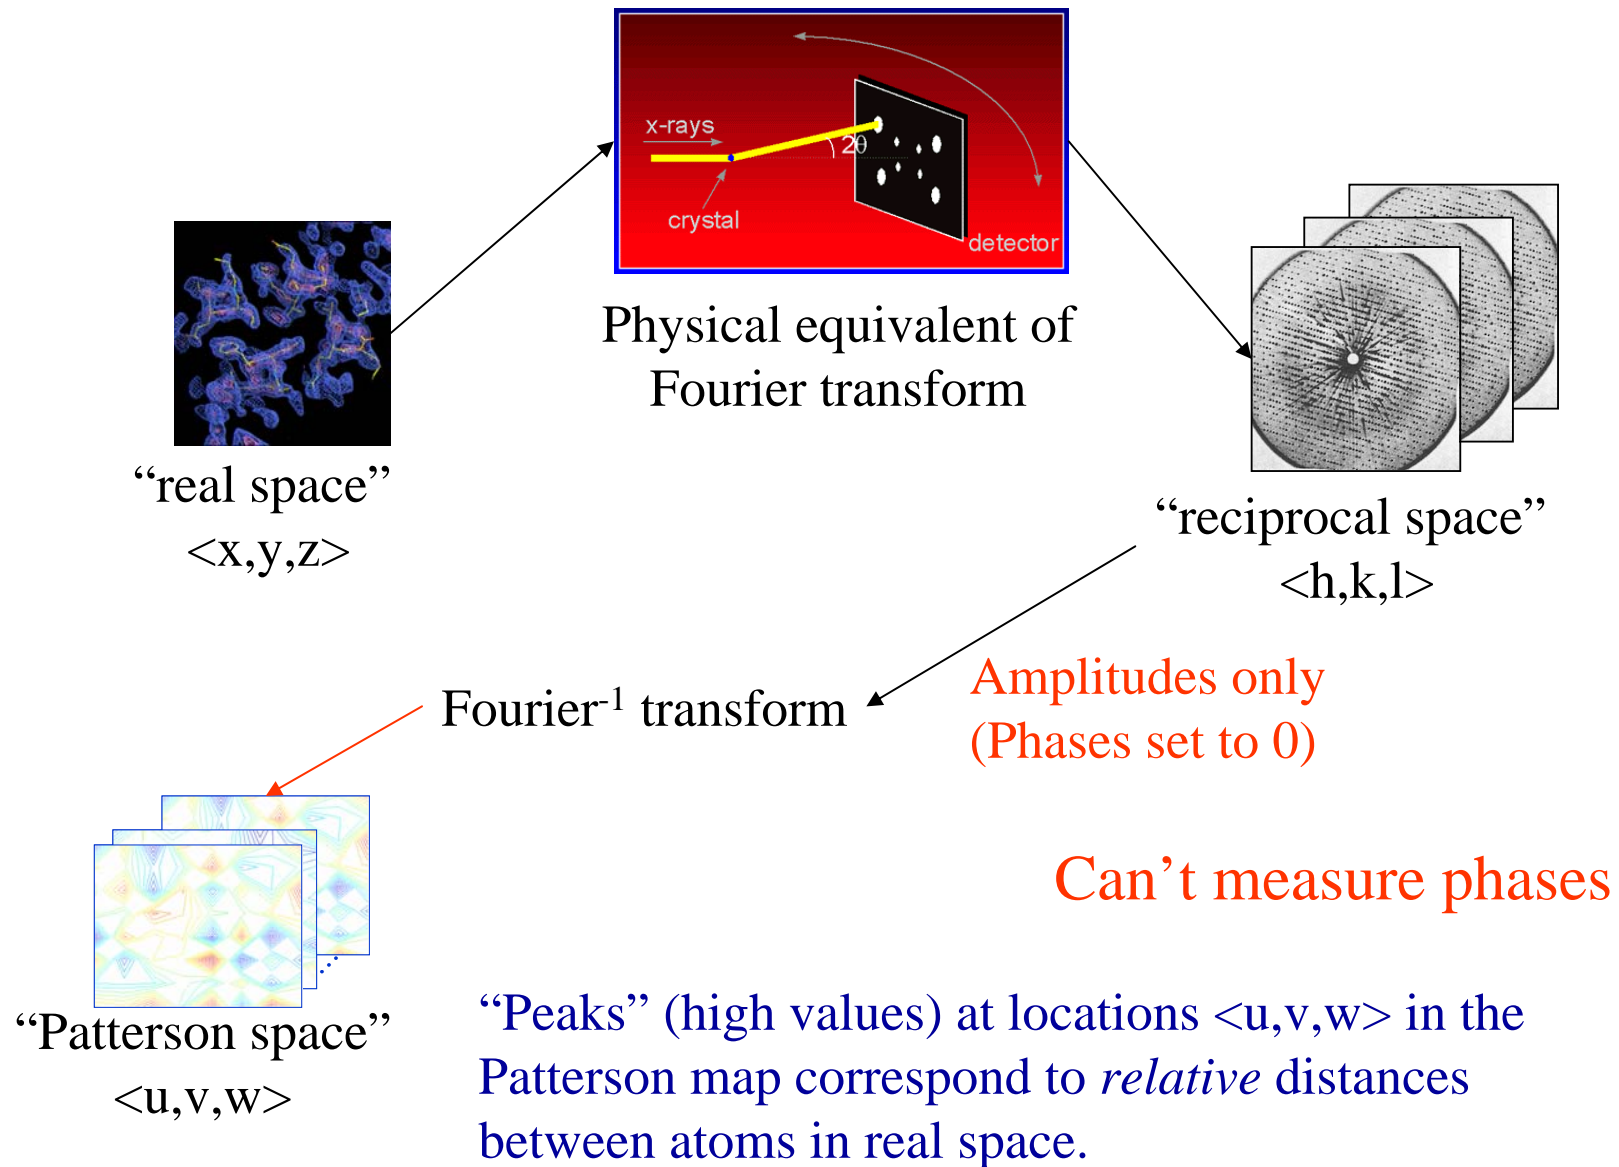 x-rays
2θ
crystal
detector
Physical equivalent of
Fourier transform
“real space”
<x,y,z>
“reciprocal space”
<h,k,l>
Amplitudes only
(Phases set to 0)
Fourier⁻¹ transform
Can’t measure phases
“Patterson space”
<u,v,w>
“Peaks” (high values) at locations <u,v,w> in the
Patterson map correspond to relative distances
between atoms in real space.